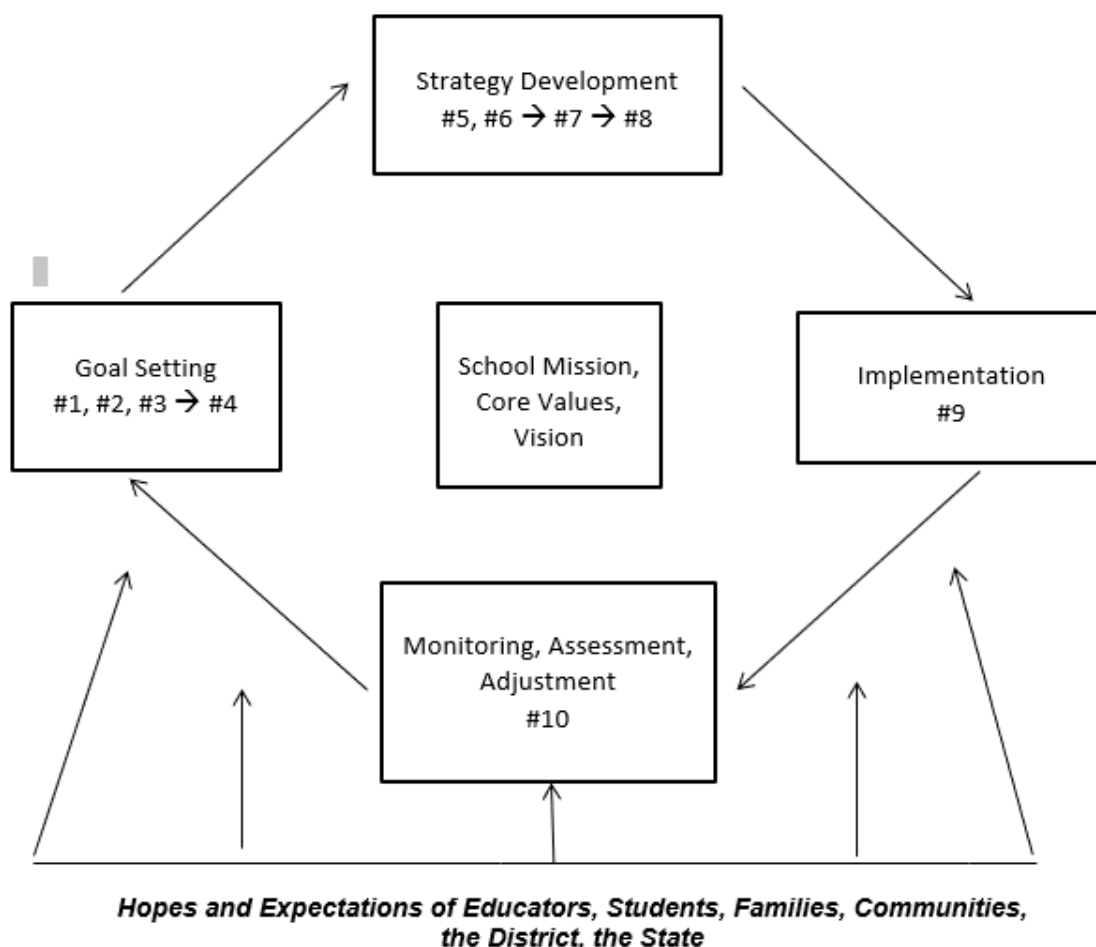 Strategy Development
#5, #6 → #7 → #8
Goal Setting
#1, #2, #3 → #4
School Mission,
Core Values,
Vision
Implementation
#9
Monitoring, Assessment,
Adjustment
#10
Hopes and Expectations of Educators, Students, Families, Communities,
the District, the State